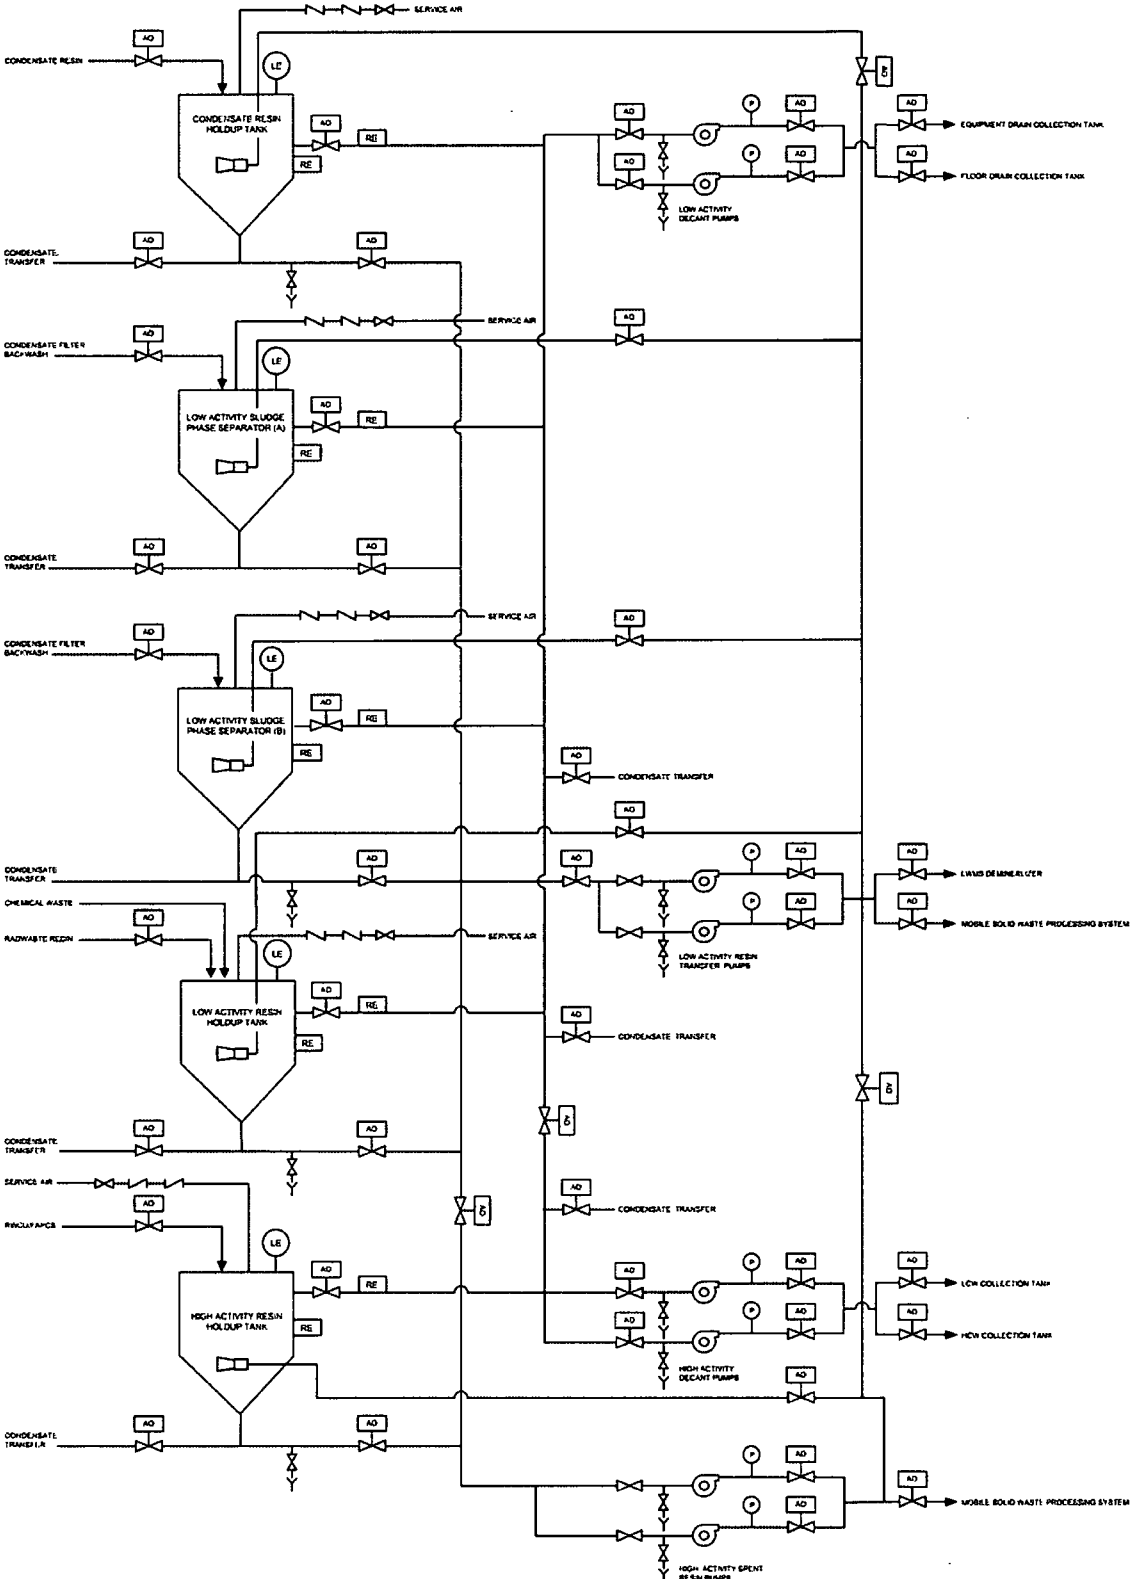 SERVICE AIR
AO
CONDENSATE RESIN
LE
AO
CONDENSATE RESIN
HOLDUP TANK
AO
RE
RE
AO
P
AO
AO
EQUIPMENT DRAIN COLLECTION TANK
AO
P
AO
AO
FLOOR DRAIN COLLECTION TANK
LOW ACTIVITY
DECANT PUMPS
CONDENSATE
TRANSFER
AO
AO
SERVICE AIR
AO
CONDENSATE FILTER
BACKWASH
AO
LE
LOW ACTIVITY SLUDGE
PHASE SEPARATOR (A)
AO
RE
RE
CONDENSATE
TRANSFER
AO
AO
SERVICE AIR
AO
CONDENSATE FILTER
BACKWASH
AO
LE
LOW ACTIVITY SLUDGE
PHASE SEPARATOR (B)
AO
RE
RE
AO
CONDENSATE TRANSFER
AO
CONDENSATE
TRANSFER
AO
AO
P
AO
AO
LWMS DEMINERALIZER
P
AO
AO
MOBILE SOLID WASTE PROCESSING SYSTEM
LOW ACTIVITY RESIN
TRANSFER PUMPS
CHEMICAL WASTE
RADWASTE RESIN
AO
SERVICE AIR
LE
LOW ACTIVITY RESIN
HOLDUP TANK
AO
RE
RE
AO
CONDENSATE TRANSFER
AO
AO
CONDENSATE
TRANSFER
AO
AO
SERVICE AIR
AO
AO
CONDENSATE TRANSFER
AO
LE
HIGH ACTIVITY RESIN
HOLDUP TANK
AO
RE
RE
AO
P
AO
AO
LCW COLLECTION TANK
AO
P
AO
AO
HCW COLLECTION TANK
HIGH ACTIVITY
DECANT PUMPS
AO
CONDENSATE
TRANSFER
AO
AO
P
AO
P
AO
AO
MOBILE SOLID WASTE PROCESSING SYSTEM
HIGH ACTIVITY SPENT
RESIN PUMPS